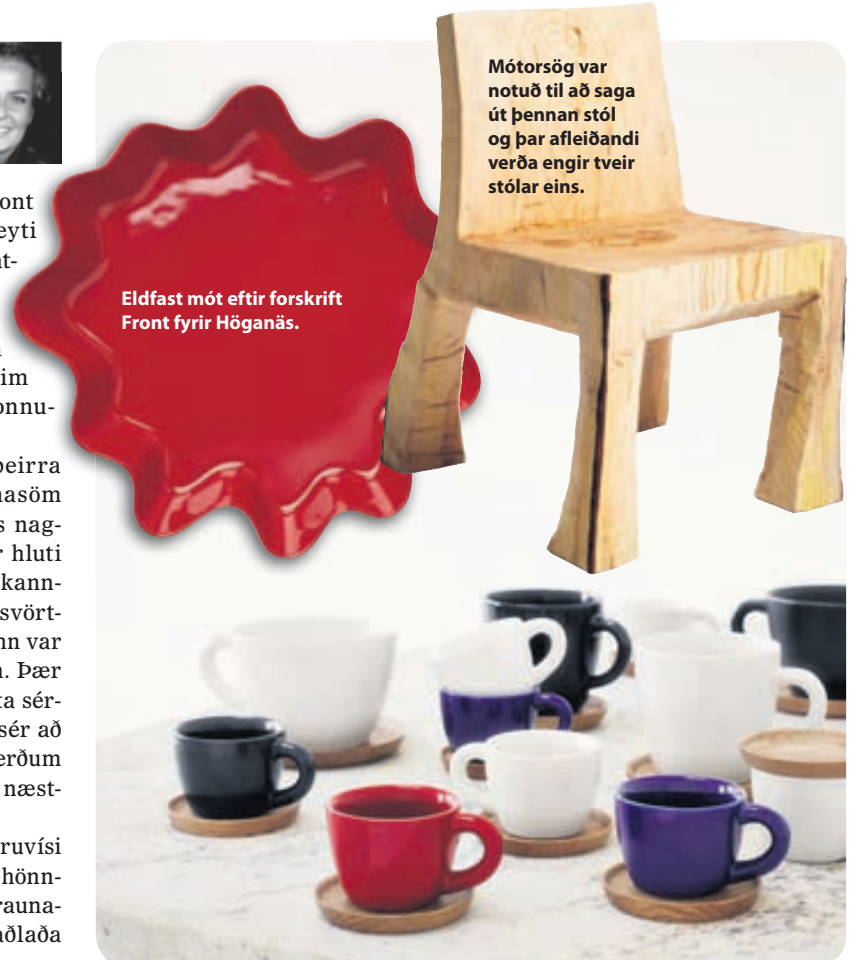 ont
eyti
t-
im
onnu-
þeirra
nasöm
s nag-
r hluti
kann-
svört-
nn var
n. Þær
ta sér-
sér að
erðum
næst-
ruvísi
hönn-
rauna-
aðlaða
Eldfast mót eftir forskrift
Front fyrir Höganäs.
Mótorsög var
notuð til að saga
út þennan stól
og þar afleiðandi
verða engir tveir
stólar eins.